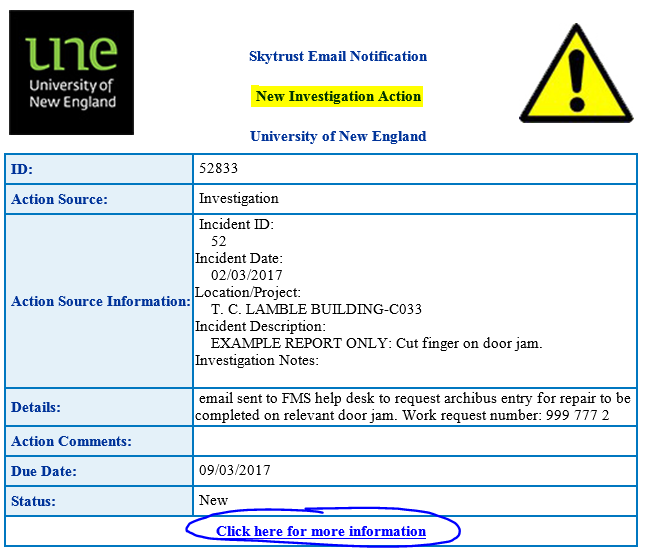 une
University of
New England
Skytrust Email Notification
New Investigation Action
University of New England
ID:
52833
Action Source:
Investigation
Action Source Information:
Incident ID:
52
Incident Date:
02/03/2017
Location/Project:
T. C. LAMBLE BUILDING-C033
Incident Description:
EXAMPLE REPORT ONLY: Cut finger on door jam.
Investigation Notes:
Details:
email sent to FMS help desk to request archibus entry for repair to be
completed on relevant door jam. Work request number: 999 777 2
Action Comments:
Due Date:
09/03/2017
Status:
New
Click here for more information